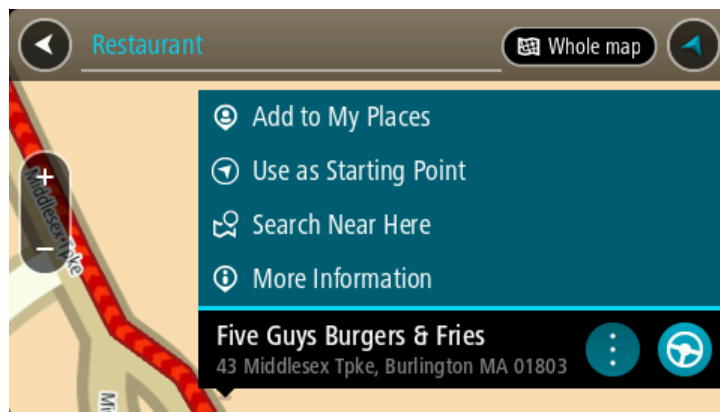 Restaurant
Whole map
Add to My Places
Use as Starting Point
Search Near Here
More Information
Five Guys Burgers & Fries
43 Middlesex Tpke, Burlington MA 01803
Middlesex Tpke
Mi